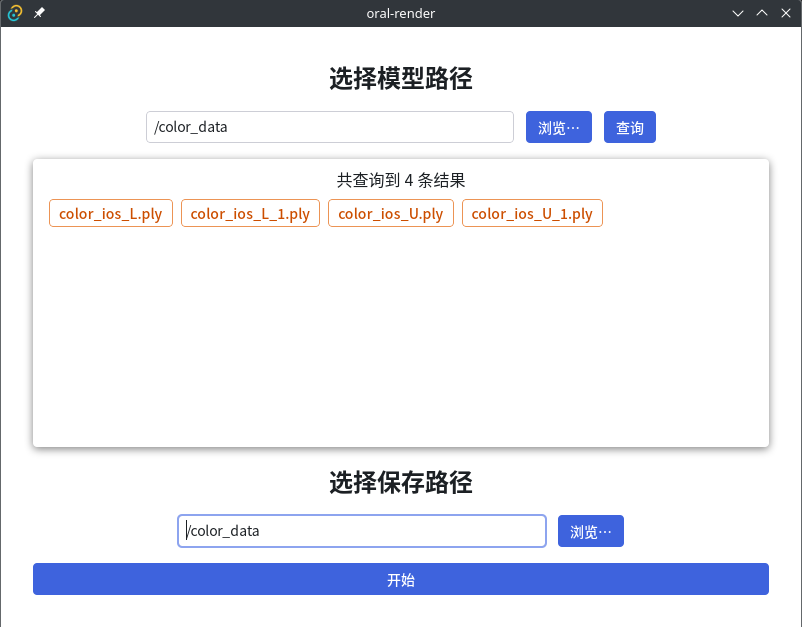 oral-render
选择模型路径
/color_data 浏览… 查询
共查询到 4 条结果
color_ios_L.ply color_ios_L_1.ply color_ios_U.ply color_ios_U_1.ply
选择保存路径
/color_data 浏览…
开始